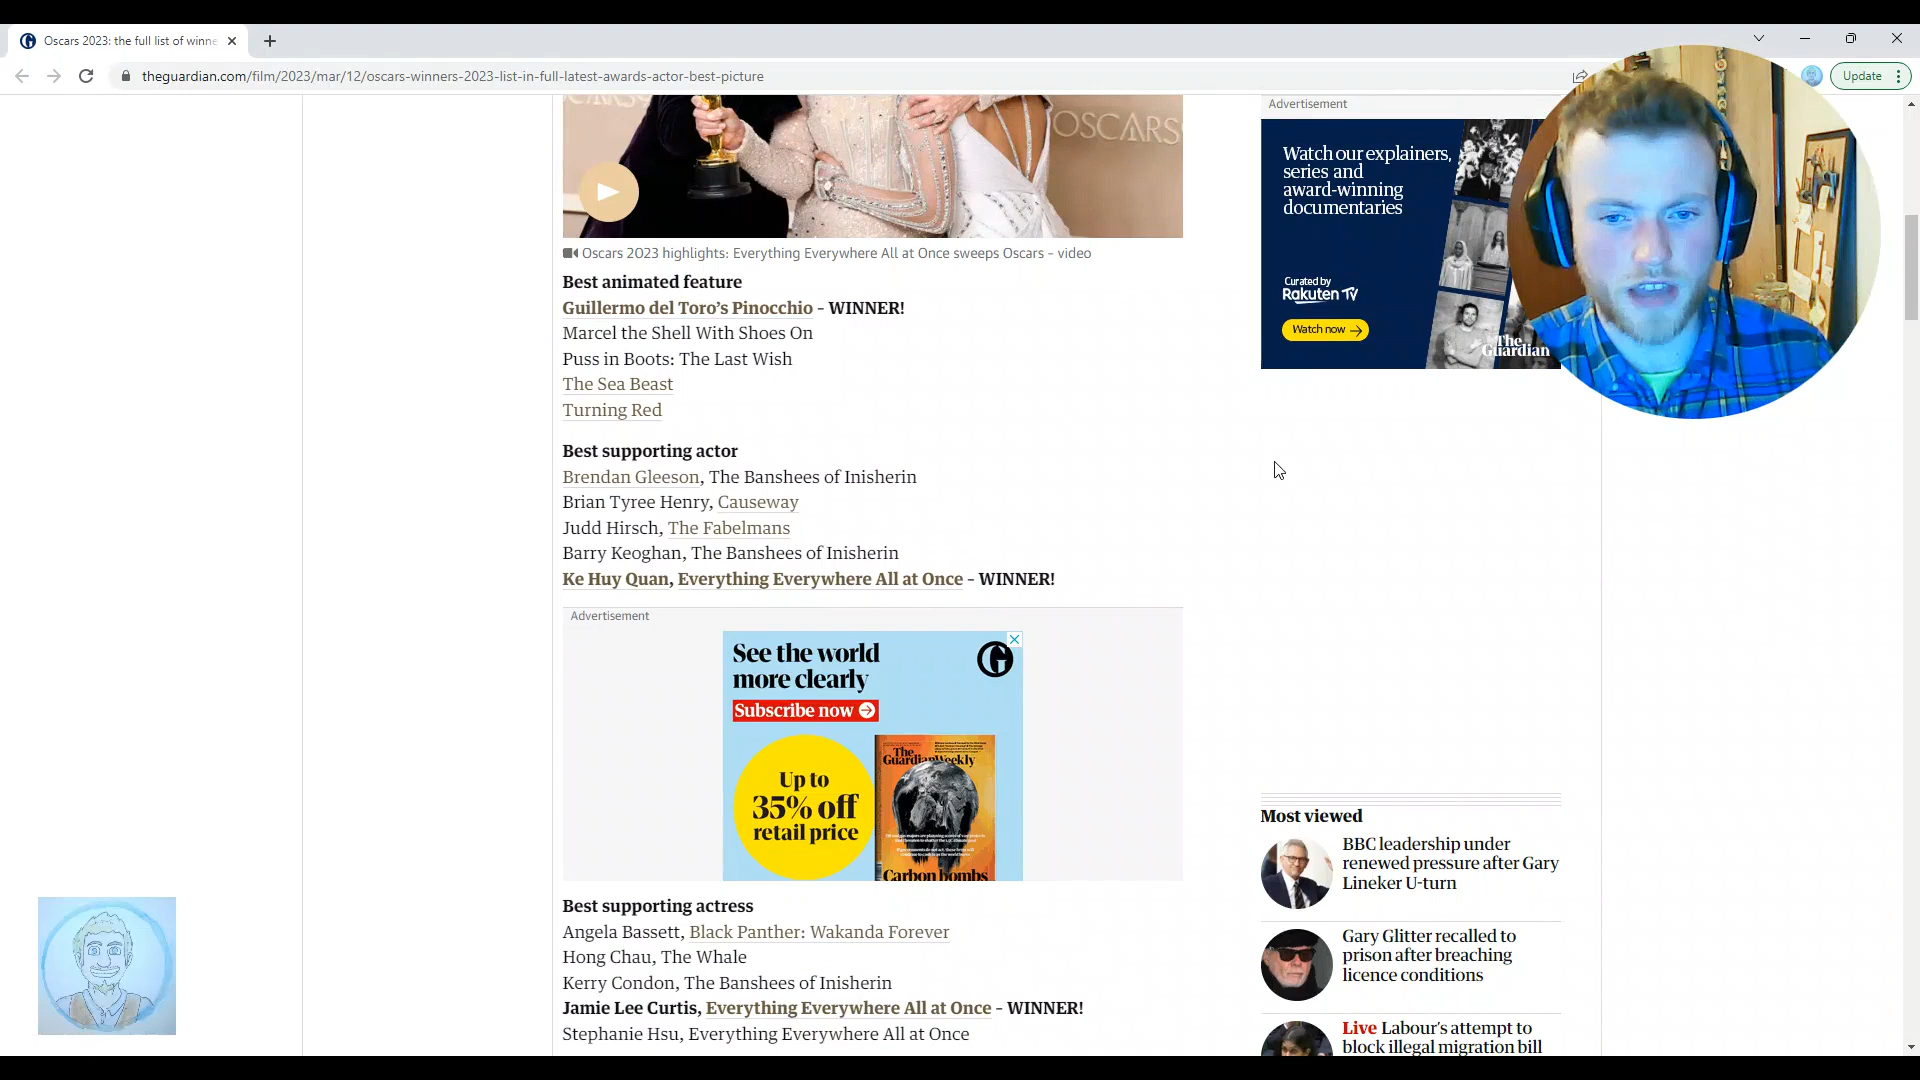 Oscars 2023: the full list of winne
theguardian.com/film/2023/mar/12/oscars-winners-2023-list-in-full-latest-awards-actor-best-picture
Update
OSCARS
Oscars 2023 highlights: Everything Everywhere All at Once sweeps Oscars – video
Best animated feature
Guillermo del Toro’s Pinocchio – WINNER!
Marcel the Shell With Shoes On
Puss in Boots: The Last Wish
The Sea Beast
Turning Red
Best supporting actor
Brendan Gleeson, The Banshees of Inisherin
Brian Tyree Henry, Causeway
Judd Hirsch, The Fabelmans
Barry Keoghan, The Banshees of Inisherin
Ke Huy Quan, Everything Everywhere All at Once – WINNER!
Advertisement
See the world
more clearly
Subscribe now
Up to
35% off
retail price
The
Guardian Weekly
Carbon bombs
Best supporting actress
Angela Bassett, Black Panther: Wakanda Forever
Hong Chau, The Whale
Kerry Condon, The Banshees of Inisherin
Jamie Lee Curtis, Everything Everywhere All at Once – WINNER!
Stephanie Hsu, Everything Everywhere All at Once
Advertisement
Watch our explainers,
series and
award-winning
documentaries
Curated by
Rakuten TV
Watch now
The
Guardian
Most viewed
BBC leadership under
renewed pressure after Gary
Lineker U-turn
Gary Glitter recalled to
prison after breaching
licence conditions
Live Labour’s attempt to
block illegal migration bill